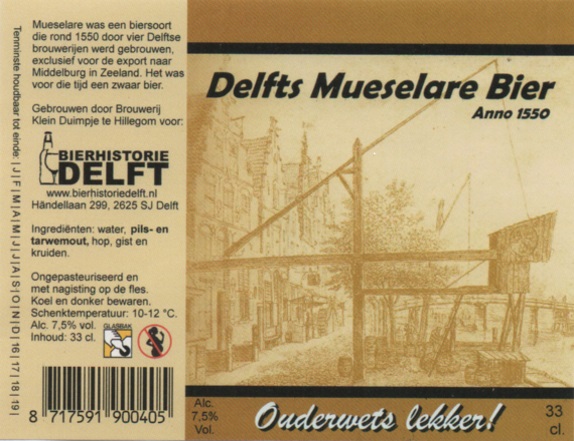 Mueselare was een biersoort
die rond 1550 door vier Delftse
brouwerijen werd gebrouwen,
exclusief voor de export naar
Middelburg in Zeeland. Het was
voor die tijd een zwaar bier.
Gebrouwen door Brouwerij
Klein Duimpje te Hillegom voor:
BIERHISTORIE
DELFT
www.bierhistoriedelft.nl
Händellaan 299, 2625 SJ Delft
Ingrediënten: water, pils- en
tarwemout, hop, gist en
kruiden.
Ongepasteuriseerd en
met nagisting op de fles.
Koel en donker bewaren.
Schenktemperatuur: 10-12 °C.
Alc. 7,5% vol.
Inhoud: 33 cl.
GLASBAK
8 717591 900405
Tenminste houdbaar tot einde: | J | F | M | A | M | J | J | A | S | O | N | D | 16 | 17 | 18 | 19 |
Delfts Mueselare Bier
Anno 1550
Alc.
7,5%
Vol.
Ouderwets lekker!
33
cl.